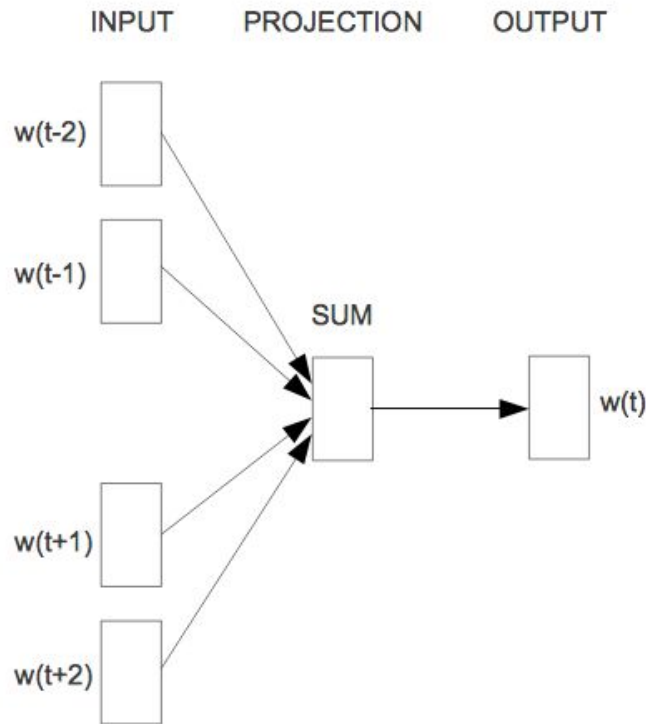 INPUT PROJECTION OUTPUT
w(t-2)
w(t-1)
SUM
w(t)
w(t+1)
w(t+2)